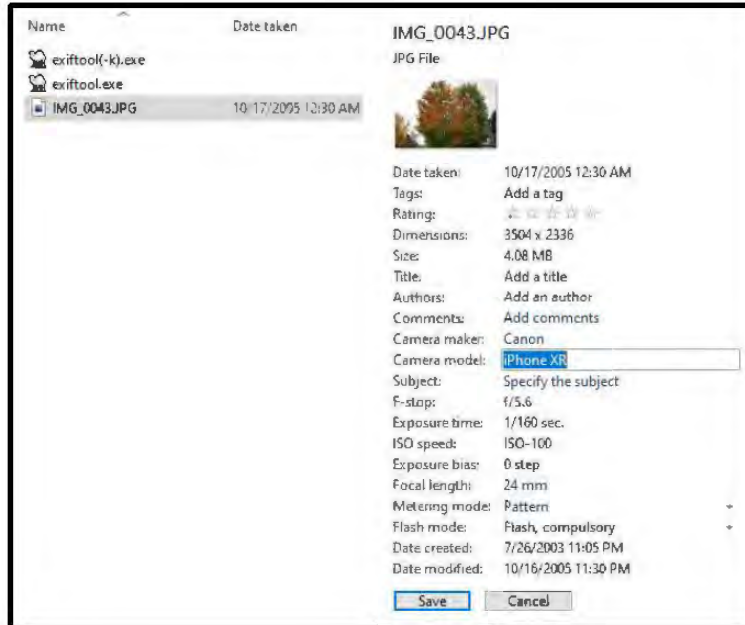 Name Date taken
exiftool(-k).exe
exiftool.exe
IMG_0043.JPG 10/17/2005 12:30 AM
IMG_0043.JPG
JPG File
Date taken: 10/17/2005 12:30 AM
Tags: Add a tag
Rating:
Dimensions: 3504 x 2336
Size: 4.08 MB
Title: Add a title
Authors: Add an author
Comments: Add comments
Camera maker: Canon
Camera model: iPhone XR
Subject: Specify the subject
F-stop: f/5.6
Exposure time: 1/160 sec.
ISO speed: ISO-100
Exposure bias: 0 step
Focal length: 24 mm
Metering mode: Pattern
Flash mode: Flash, compulsory
Date created: 7/26/2003 11:05 PM
Date modified: 10/16/2005 11:30 PM
Save Cancel